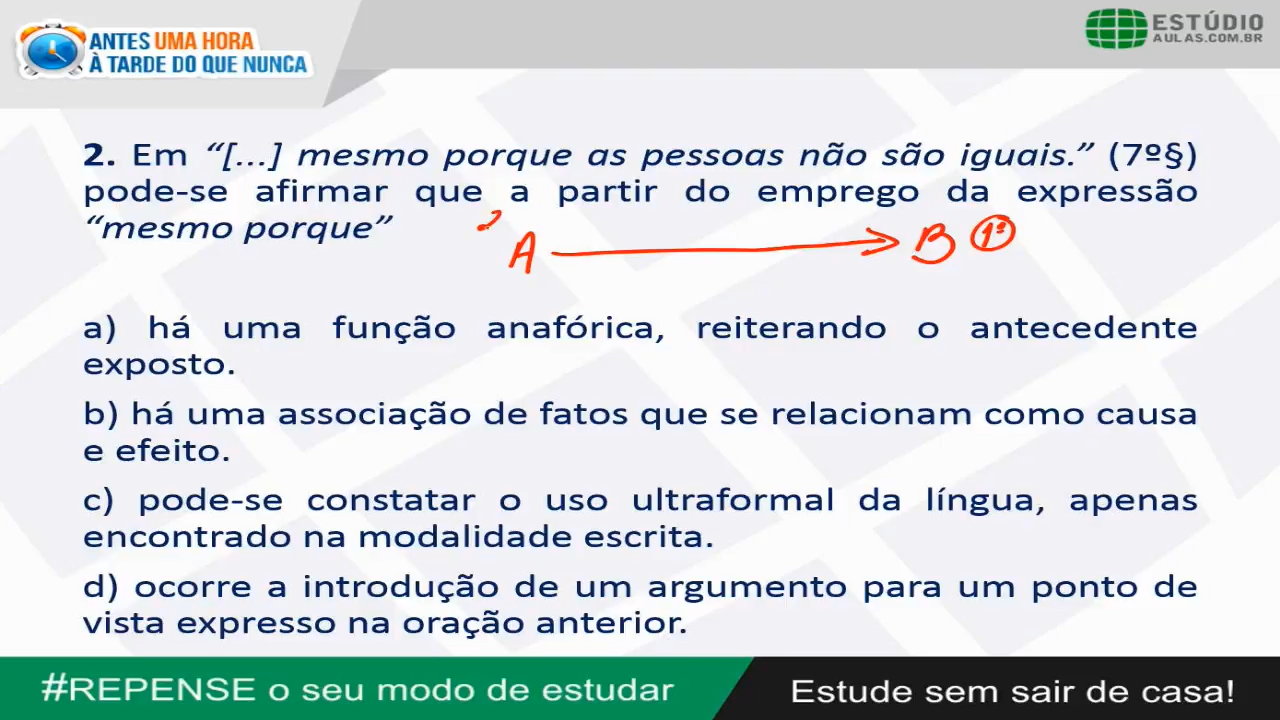 ANTES UMA HORA
À TARDE DO QUE NUNCA
ESTÚDIO
AULAS.COM.BR
2. Em “[...] mesmo porque as pessoas não são iguais.” (7º§)
pode-se afirmar que a partir do emprego da expressão
“mesmo porque”
A B 1º
a) há uma função anafórica, reiterando o antecedente
exposto.
b) há uma associação de fatos que se relacionam como causa
e efeito.
c) pode-se constatar o uso ultraformal da língua, apenas
encontrado na modalidade escrita.
d) ocorre a introdução de um argumento para um ponto de
vista expresso na oração anterior.
#REPENSE o seu modo de estudar
Estude sem sair de casa!